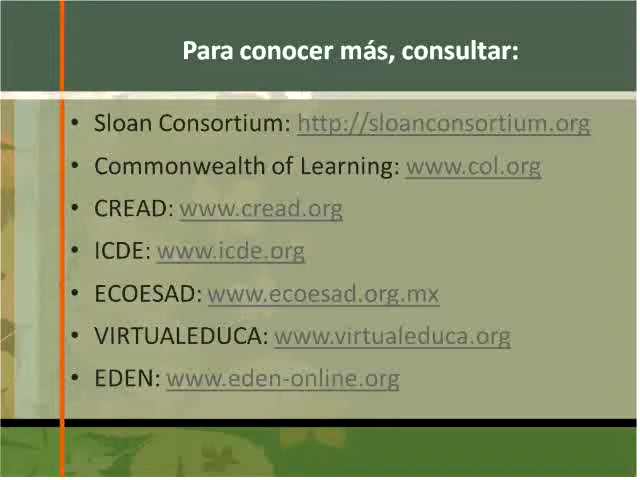 Para conocer más, consultar:
• Sloan Consortium: http://sloanconsortium.org
• Commonwealth of Learning: www.col.org
• CREAD: www.cread.org
• ICDE: www.icde.org
• ECOESAD: www.ecoesad.org.mx
• VIRTUALEDUCA: www.virtualeduca.org
• EDEN: www.eden-online.org